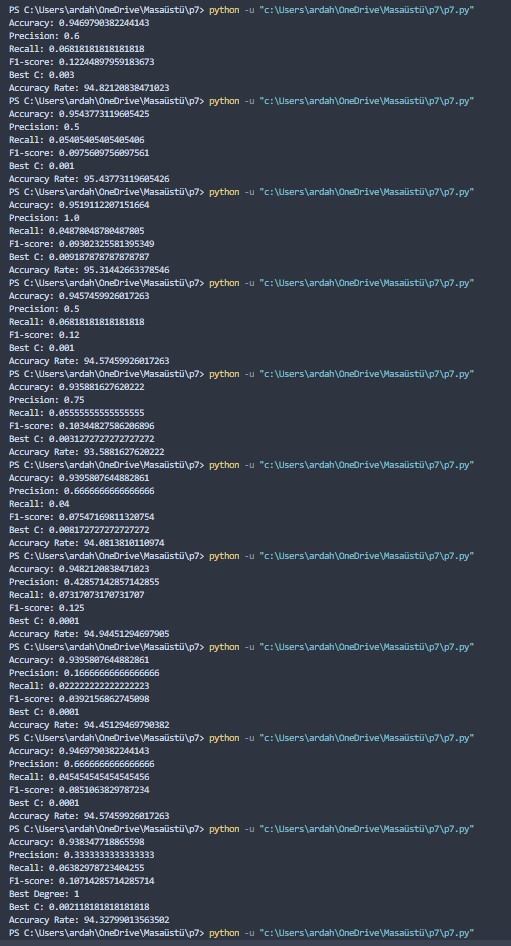 PS C:\Users\ardah\OneDrive\Masaüstü\p7> python -u "c:\Users\ardah\OneDrive\Masaüstü\p7\p7.py"
Accuracy: 0.9469790382244143
Precision: 0.6
Recall: 0.06818181818181818
F1-score: 0.12244897959183673
Best C: 0.003
Accuracy Rate: 94.82120838471023
PS C:\Users\ardah\OneDrive\Masaüstü\p7> python -u "c:\Users\ardah\OneDrive\Masaüstü\p7\p7.py"
Accuracy: 0.9543773119605425
Precision: 0.5
Recall: 0.05405405405405406
F1-score: 0.0975609756097561
Best C: 0.001
Accuracy Rate: 95.43773119605426
PS C:\Users\ardah\OneDrive\Masaüstü\p7> python -u "c:\Users\ardah\OneDrive\Masaüstü\p7\p7.py"
Accuracy: 0.9519112207151664
Precision: 1.0
Recall: 0.04878048780487805
F1-score: 0.09302325581395349
Best C: 0.009187878787878787
Accuracy Rate: 95.31442663378546
PS C:\Users\ardah\OneDrive\Masaüstü\p7> python -u "c:\Users\ardah\OneDrive\Masaüstü\p7\p7.py"
Accuracy: 0.9457459926017263
Precision: 0.5
Recall: 0.06818181818181818
F1-score: 0.12
Best C: 0.001
Accuracy Rate: 94.57459926017263
PS C:\Users\ardah\OneDrive\Masaüstü\p7> python -u "c:\Users\ardah\OneDrive\Masaüstü\p7\p7.py"
Accuracy: 0.935881627620222
Precision: 0.75
Recall: 0.05555555555555555
F1-score: 0.10344827586206896
Best C: 0.0031272727272727272
Accuracy Rate: 93.5881627620222
PS C:\Users\ardah\OneDrive\Masaüstü\p7> python -u "c:\Users\ardah\OneDrive\Masaüstü\p7\p7.py"
Accuracy: 0.9395807644882861
Precision: 0.6666666666666666
Recall: 0.04
F1-score: 0.07547169811320754
Best C: 0.008172727272727272
Accuracy Rate: 94.0813810110974
PS C:\Users\ardah\OneDrive\Masaüstü\p7> python -u "c:\Users\ardah\OneDrive\Masaüstü\p7\p7.py"
Accuracy: 0.9482120838471023
Precision: 0.42857142857142855
Recall: 0.07317073170731707
F1-score: 0.125
Best C: 0.0001
Accuracy Rate: 94.94451294697905
PS C:\Users\ardah\OneDrive\Masaüstü\p7> python -u "c:\Users\ardah\OneDrive\Masaüstü\p7\p7.py"
Accuracy: 0.9395807644882861
Precision: 0.16666666666666666
Recall: 0.022222222222222223
F1-score: 0.0392156862745098
Best C: 0.0001
Accuracy Rate: 94.45129469790382
PS C:\Users\ardah\OneDrive\Masaüstü\p7> python -u "c:\Users\ardah\OneDrive\Masaüstü\p7\p7.py"
Accuracy: 0.9469790382244143
Precision: 0.6666666666666666
Recall: 0.045454545454545456
F1-score: 0.0851063829787234
Best C: 0.0001
Accuracy Rate: 94.57459926017263
PS C:\Users\ardah\OneDrive\Masaüstü\p7> python -u "c:\Users\ardah\OneDrive\Masaüstü\p7\p7.py"
Accuracy: 0.938347718865598
Precision: 0.3333333333333333
Recall: 0.06382978723404255
F1-score: 0.10714285714285714
Best Degree: 1
Best C: 0.002118181818181818
Accuracy Rate: 94.32799013563502
PS C:\Users\ardah\OneDrive\Masaüstü\p7> python -u "c:\Users\ardah\OneDrive\Masaüstü\p7\p7.py"